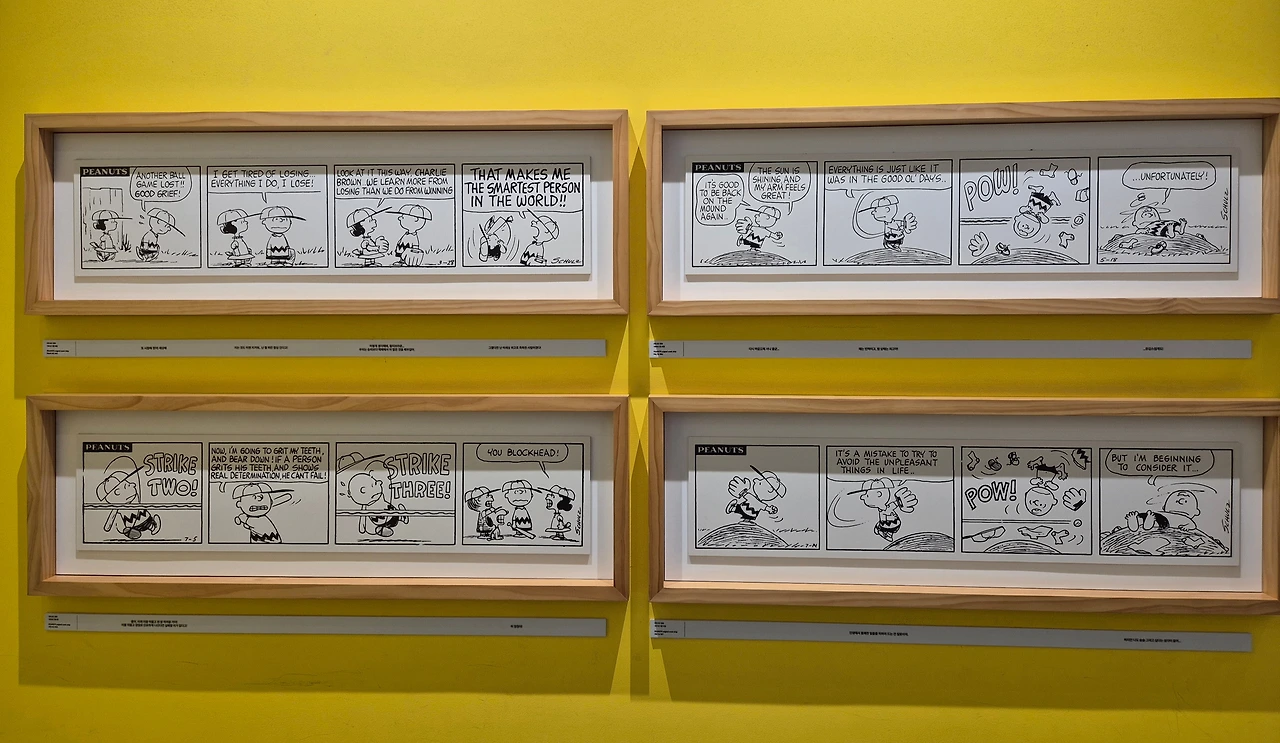 PEANUTS
ANOTHER BALL
GAME LOST!!
GOOD GRIEF!
I GET TIRED OF LOSING...
EVERYTHING I DO, I LOSE!
LOOK AT IT THIS WAY, CHARLIE
BROWN.. WE LEARN MORE FROM
LOSING THAN WE DO FROM WINNING
THAT MAKES ME
THE SMARTEST PERSON
IN THE WORLD!!
SCHULZ
PEANUTS
IT'S GOOD
TO BE BACK
ON THE
MOUND
AGAIN..
THE SUN IS
SHINING AND
MY ARM FEELS
GREAT!
EVERYTHING IS JUST LIKE IT
WAS IN THE GOOD OL' DAYS..
POW!
...UNFORTUNATELY!
SCHULZ
5-18
PEANUTS
STRIKE
TWO!
7-5
NOW, I'M GOING TO GRIT MY TEETH,
AND BEAR DOWN! IF A PERSON
GRITS HIS TEETH, AND SHOWS
REAL DETERMINATION, HE CAN'T FAIL!
STRIKE
THREE!
YOU BLOCKHEAD!
SCHULZ
PEANUTS
IT'S A MISTAKE TO TRY TO
AVOID THE UNPLEASANT
THINGS IN LIFE..
POW!
BUT I'M BEGINNING
TO CONSIDER IT...
SCHULZ